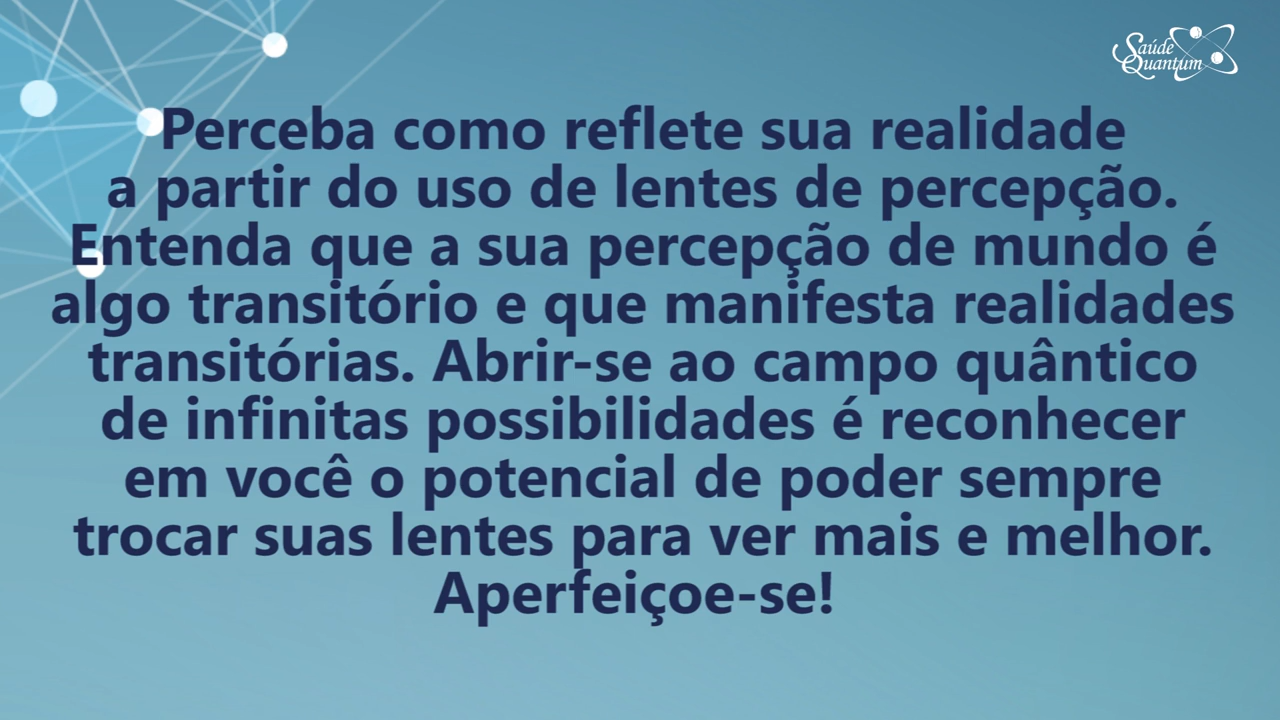 Saúde
Quantum
Perceba como reflete sua realidade
a partir do uso de lentes de percepção.
Entenda que a sua percepção de mundo é
algo transitório e que manifesta realidades
transitórias. Abrir-se ao campo quântico
de infinitas possibilidades é reconhecer
em você o potencial de poder sempre
trocar suas lentes para ver mais e melhor.
Aperfeiçoe-se!